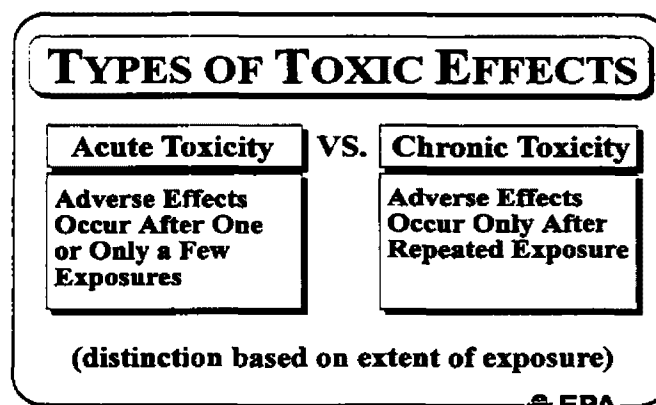 TYPES OF TOXIC EFFECTS
Acute Toxicity VS. Chronic Toxicity
Adverse Effects
Occur After One
or Only a Few
Exposures
Adverse Effects
Occur Only After
Repeated Exposure
(distinction based on extent of exposure)
EPA